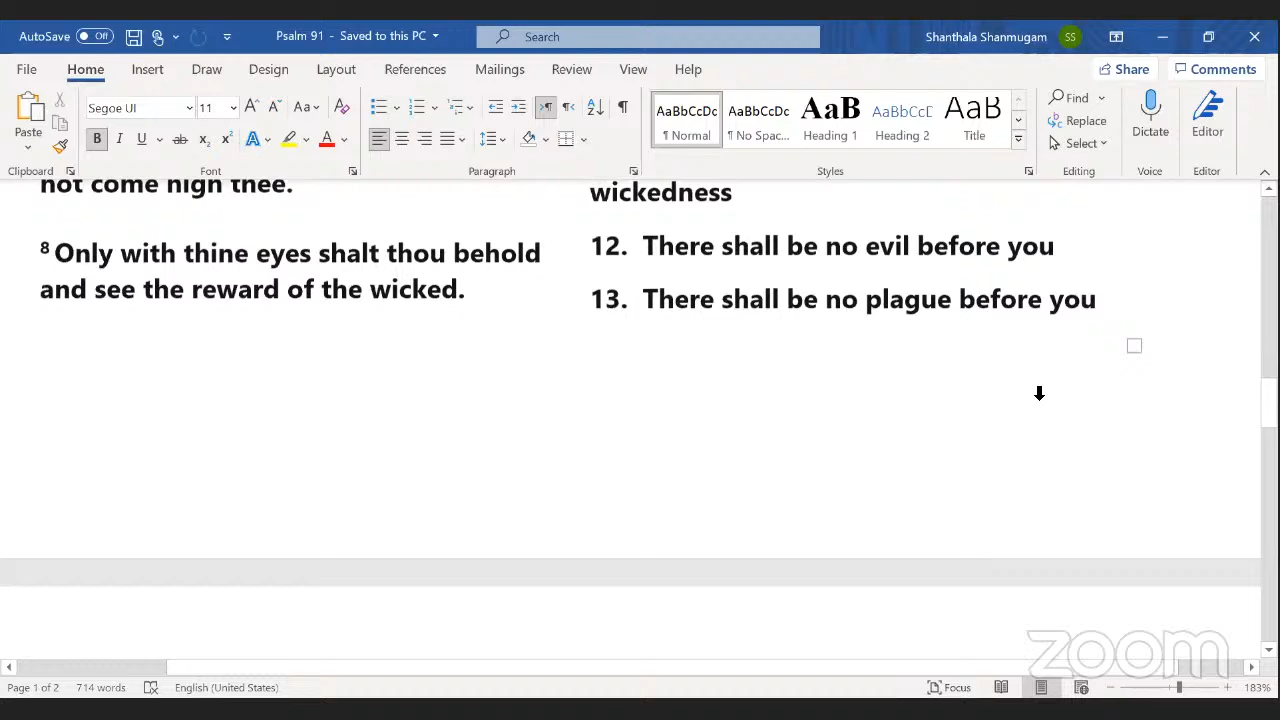 AutoSave Off Psalm 91 - Saved to this PC Search Shanthala Shanmugam SS
File Home Insert Draw Design Layout References Mailings Review View Help Share Comments
Paste Segoe UI 11 Aa AaBbCcDc AaBbCcDc AaB AaBbCcD AaB Find Replace Select Dictate Editor
B I U ab x₂ x² A A ¶ Normal ¶ No Spac... Heading 1 Heading 2 Title
Clipboard Font Paragraph Styles Editing Voice Editor
not come nigh thee.
8 Only with thine eyes shalt thou behold
and see the reward of the wicked.
wickedness
12. There shall be no evil before you
13. There shall be no plague before you
zoom
Page 1 of 2 714 words English (United States) Focus 183%